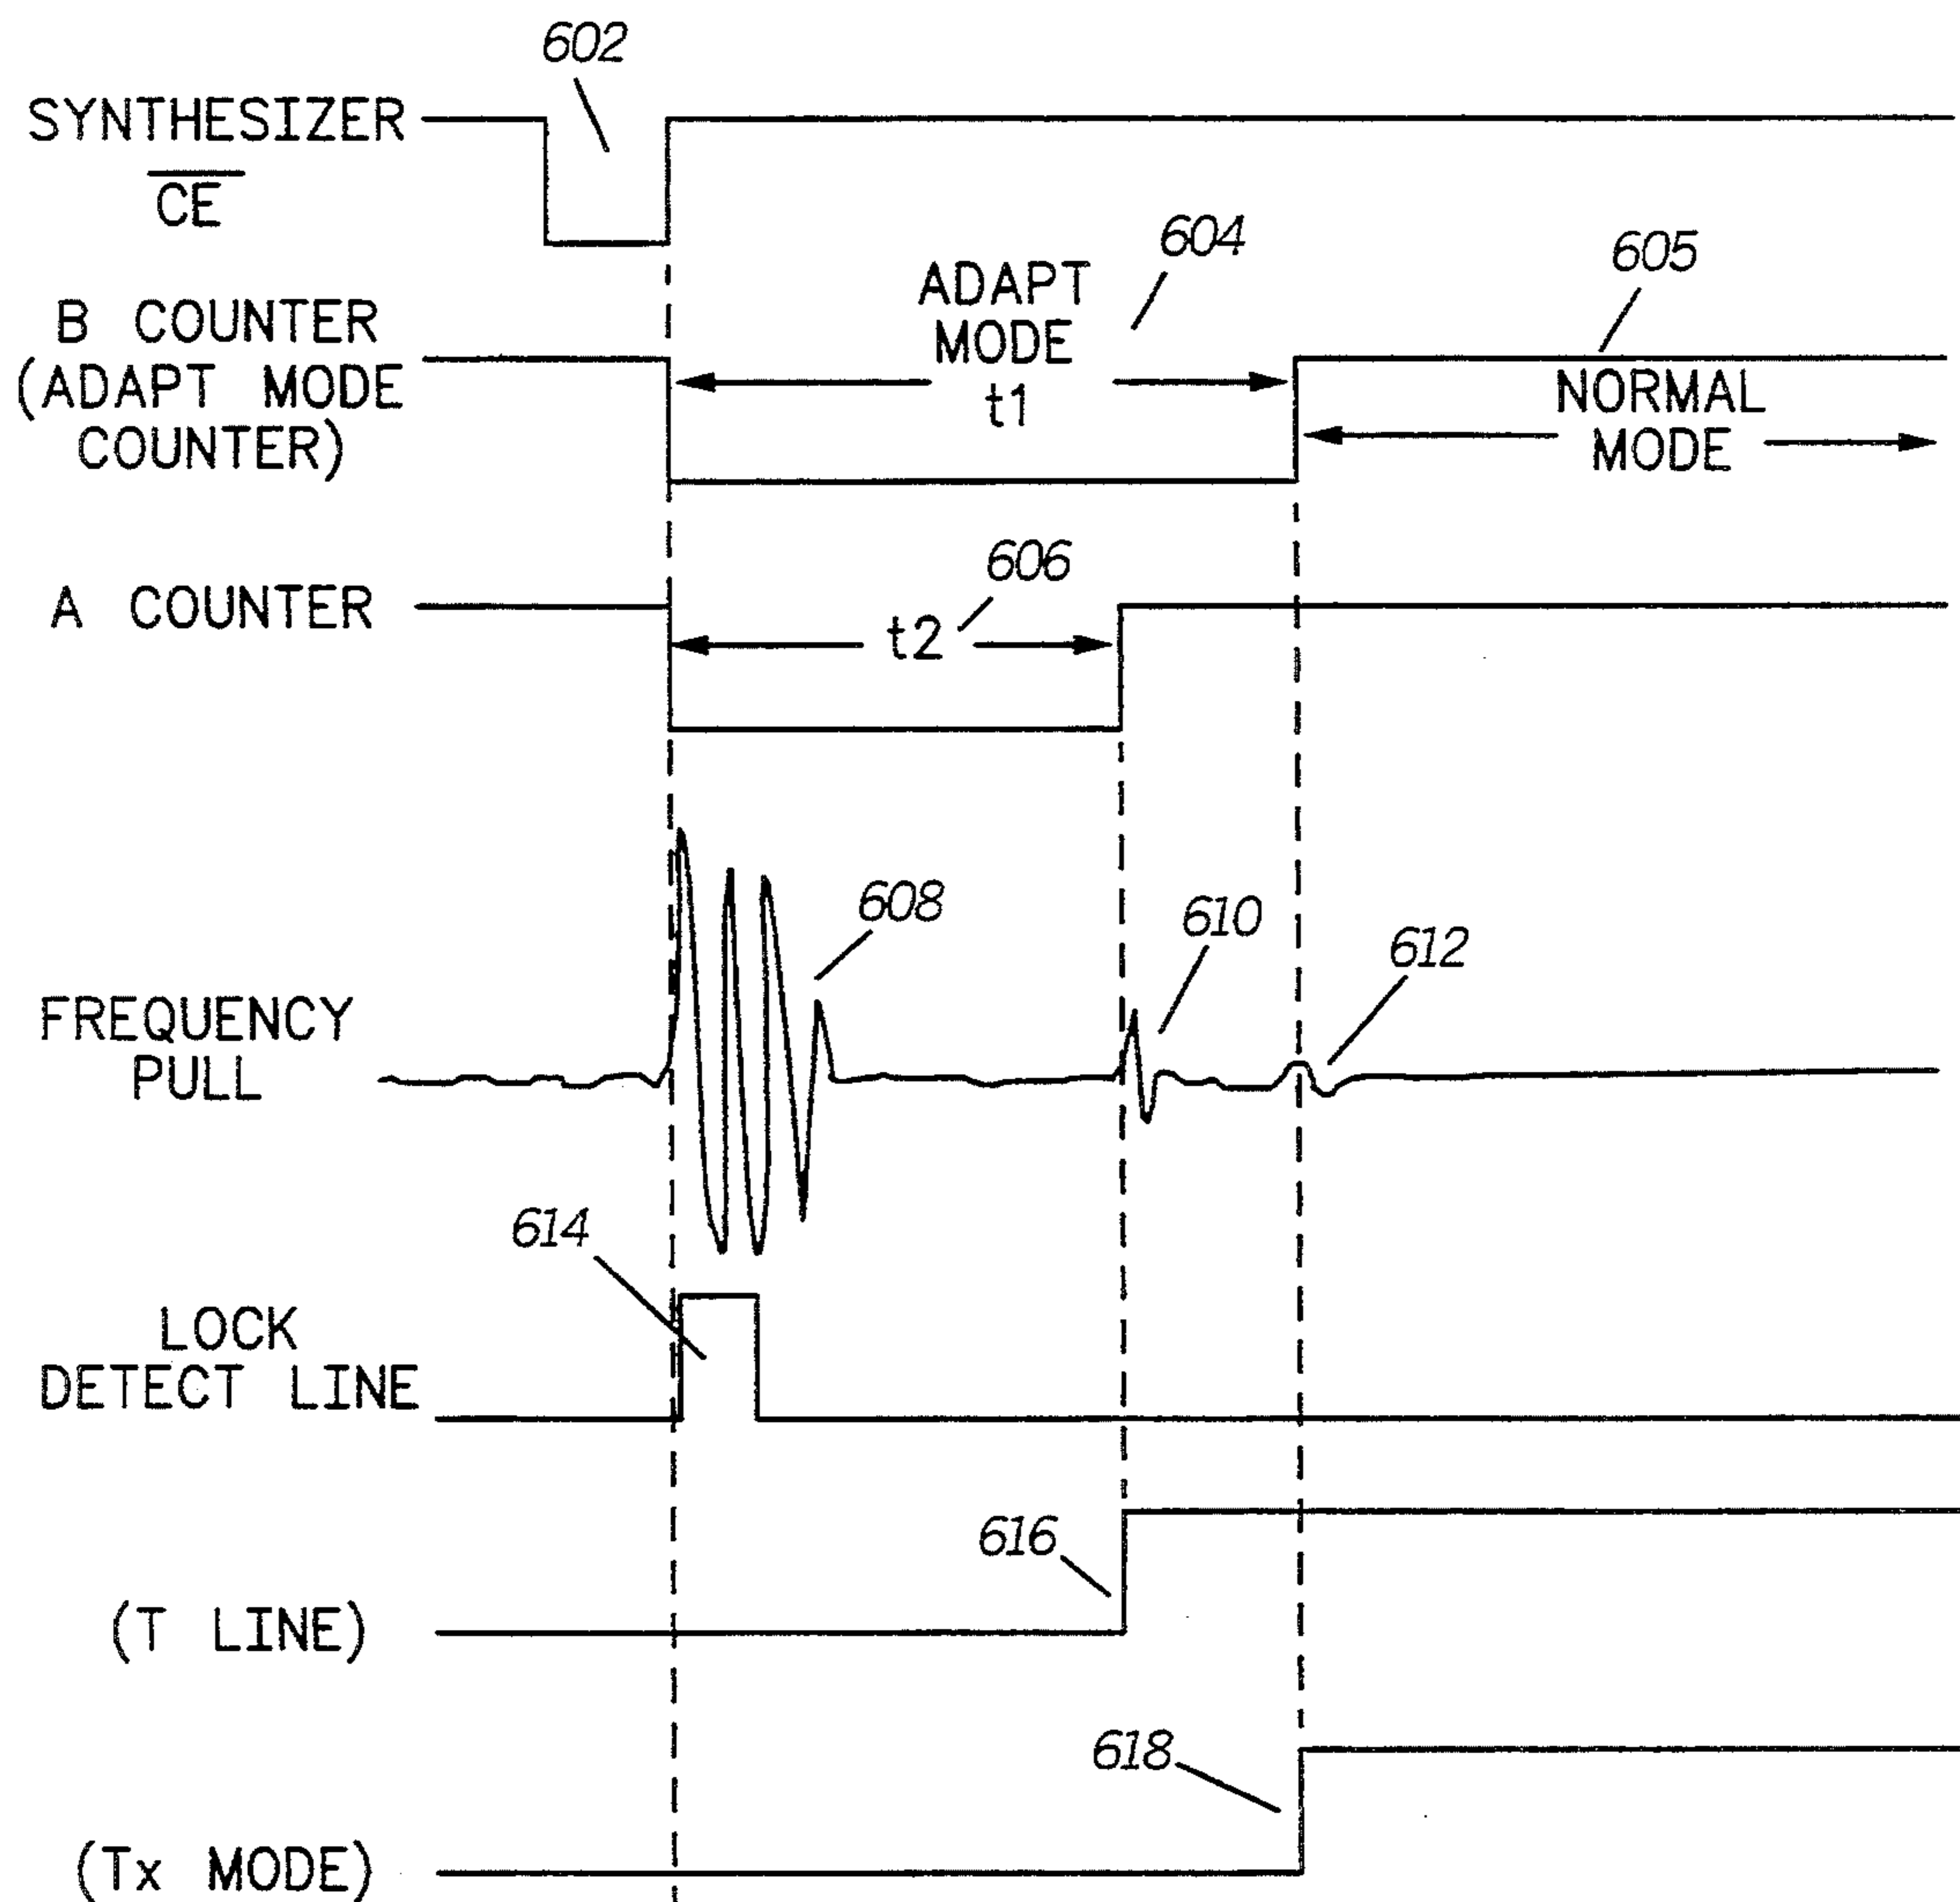 602
SYNTHESIZER
CE
604
605
B COUNTER
(ADAPT MODE
COUNTER)
ADAPT
MODE
t1
NORMAL
MODE
606
A COUNTER
t2
608
610
612
FREQUENCY
PULL
614
LOCK
DETECT LINE
616
(T LINE)
618
(Tx MODE)